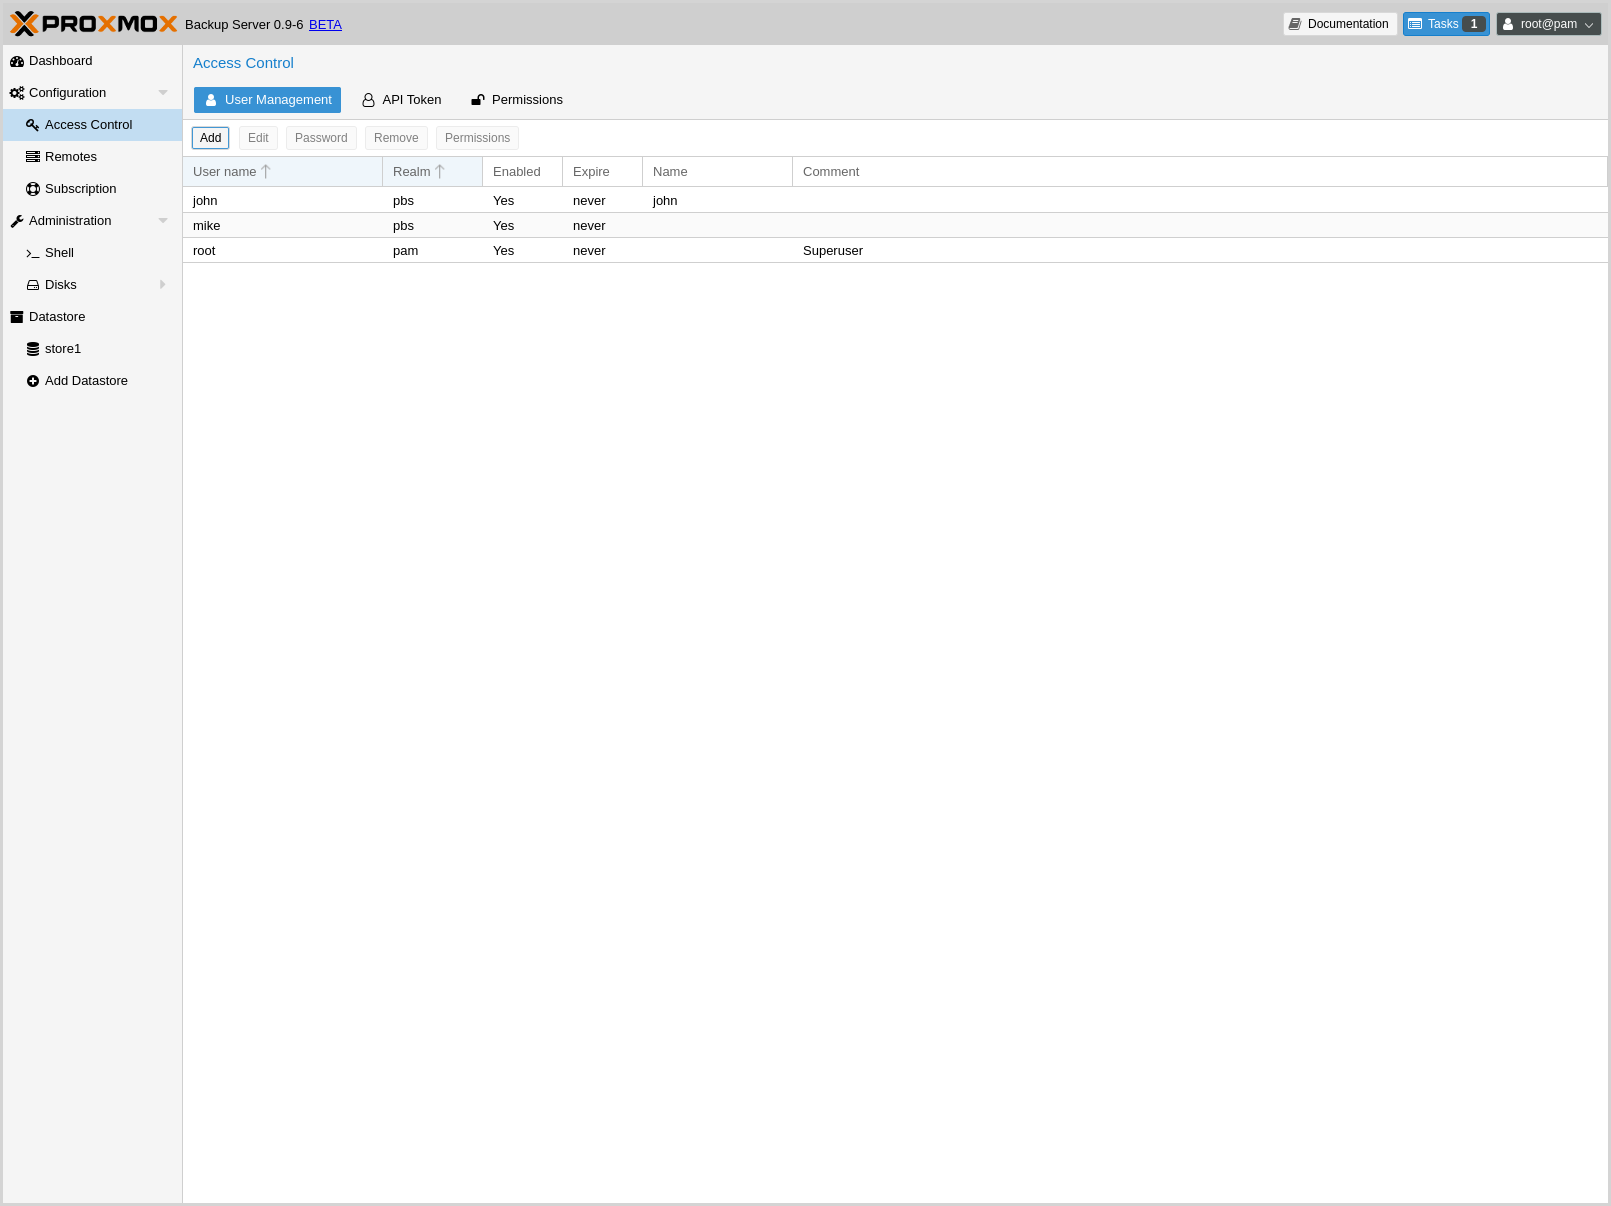 PROXMOX Backup Server 0.9-6 BETA Documentation Tasks 1 root@pam
Dashboard
Configuration
Access Control
Remotes
Subscription
Administration
Shell
Disks
Datastore
store1
Add Datastore
Access Control
User Management API Token Permissions
Add Edit Password Remove Permissions
User name Realm Enabled Expire Name Comment
john pbs Yes never john
mike pbs Yes never
root pam Yes never Superuser